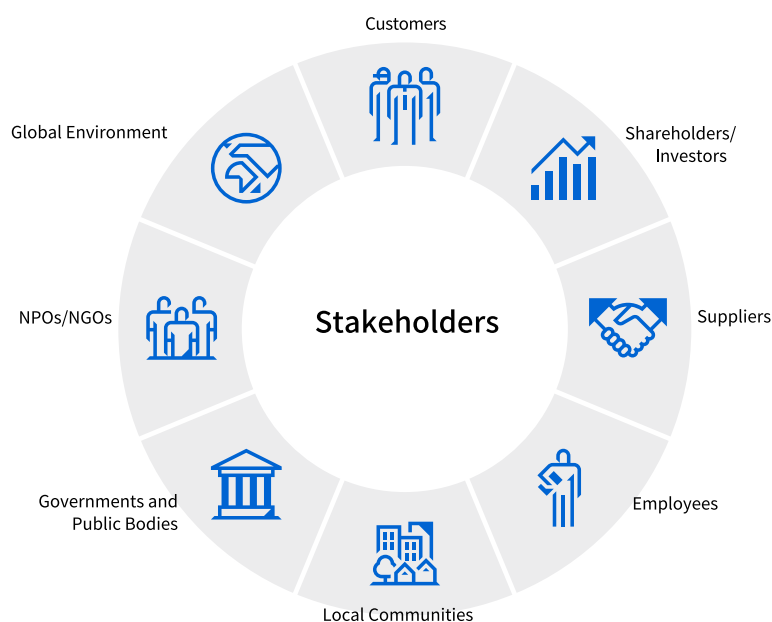 Customers
Global Environment
Shareholders/
Investors
NPOs/NGOs
Stakeholders
Suppliers
Governments and
Public Bodies
Employees
Local Communities